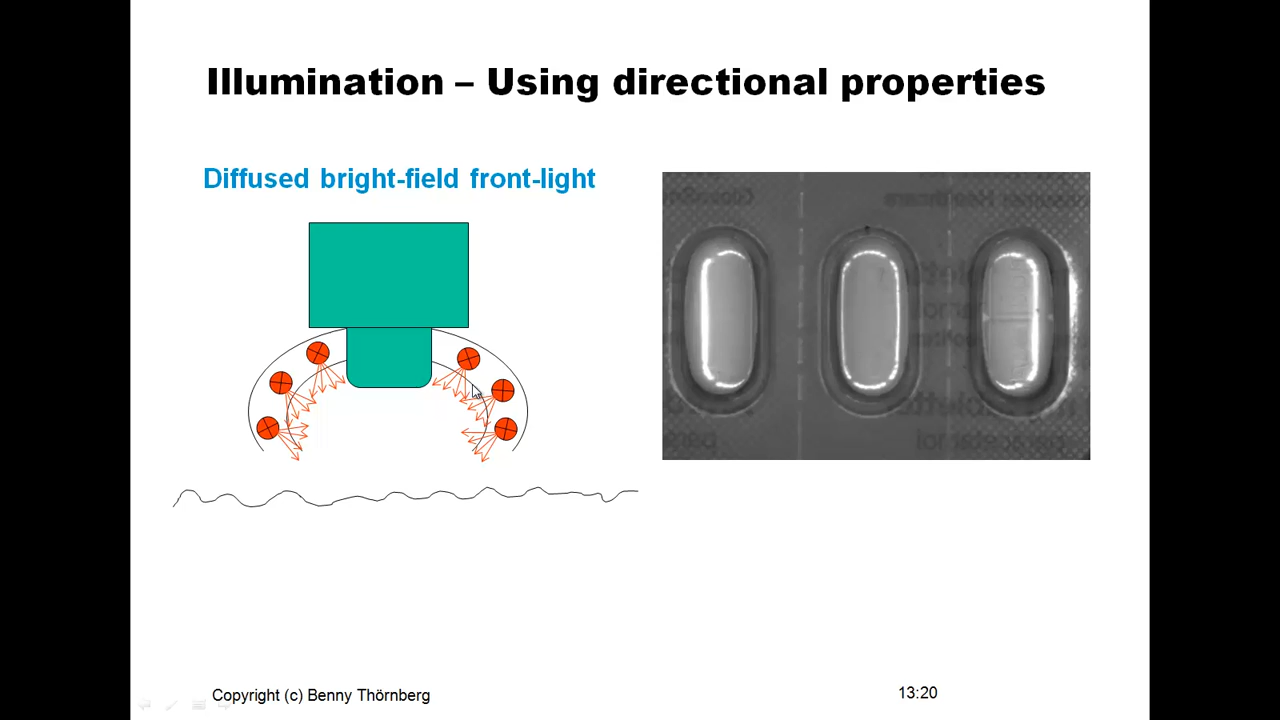 Illumination – Using directional properties
Diffused bright-field front-light
Copyright (c) Benny Thörnberg
13:20